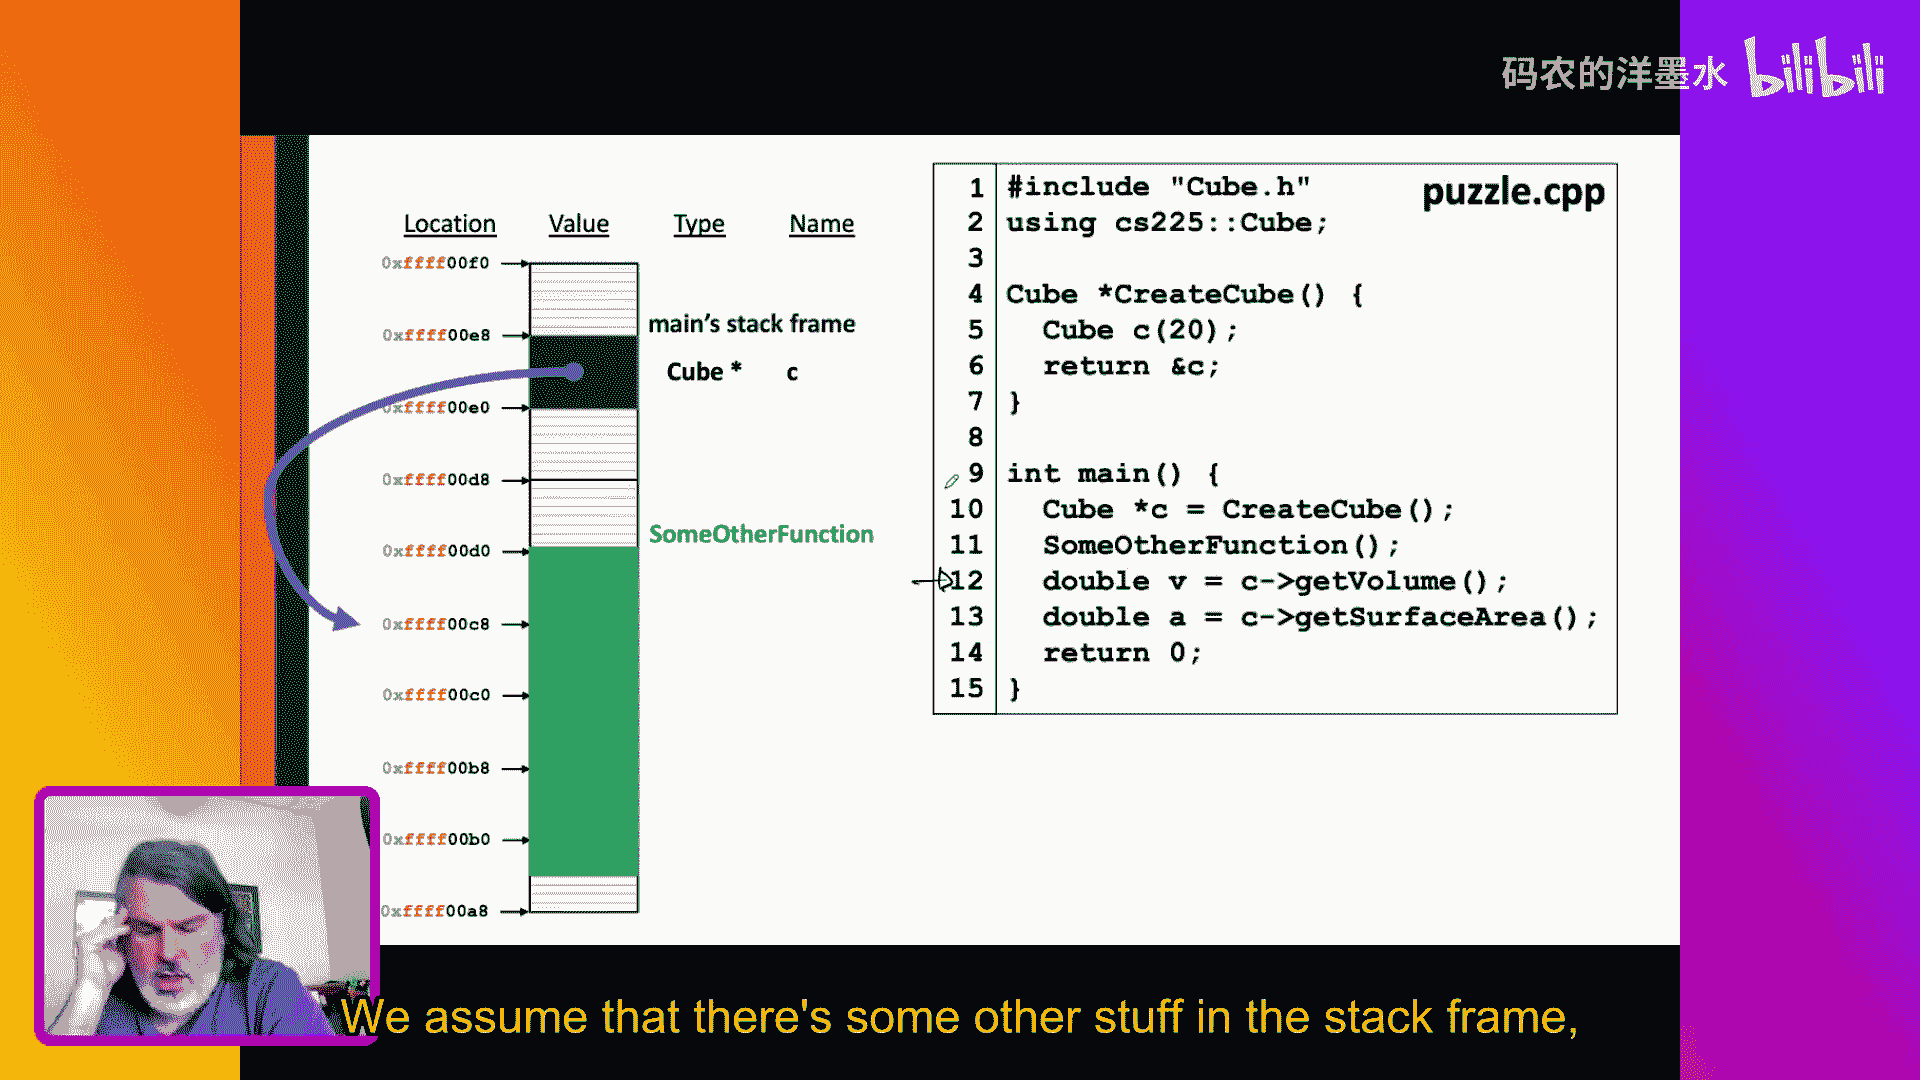 码农的洋墨水 bilibili
Location Value Type Name
0xffff00f0
main's stack frame
0xffff00e8
Cube * c
0xffff00e0
0xffff00d8
SomeOtherFunction
0xffff00d0
0xffff00c8
0xffff00c0
0xffff00b8
0xffff00b0
0xffff00a8
puzzle.cpp
1 #include "Cube.h"
2 using cs225::Cube;
3
4 Cube *CreateCube() {
5 Cube c(20);
6 return &c;
7 }
8
9 int main() {
10 Cube *c = CreateCube();
11 SomeOtherFunction();
12 double v = c->getVolume();
13 double a = c->getSurfaceArea();
14 return 0;
15 }
We assume that there's some other stuff in the stack frame,